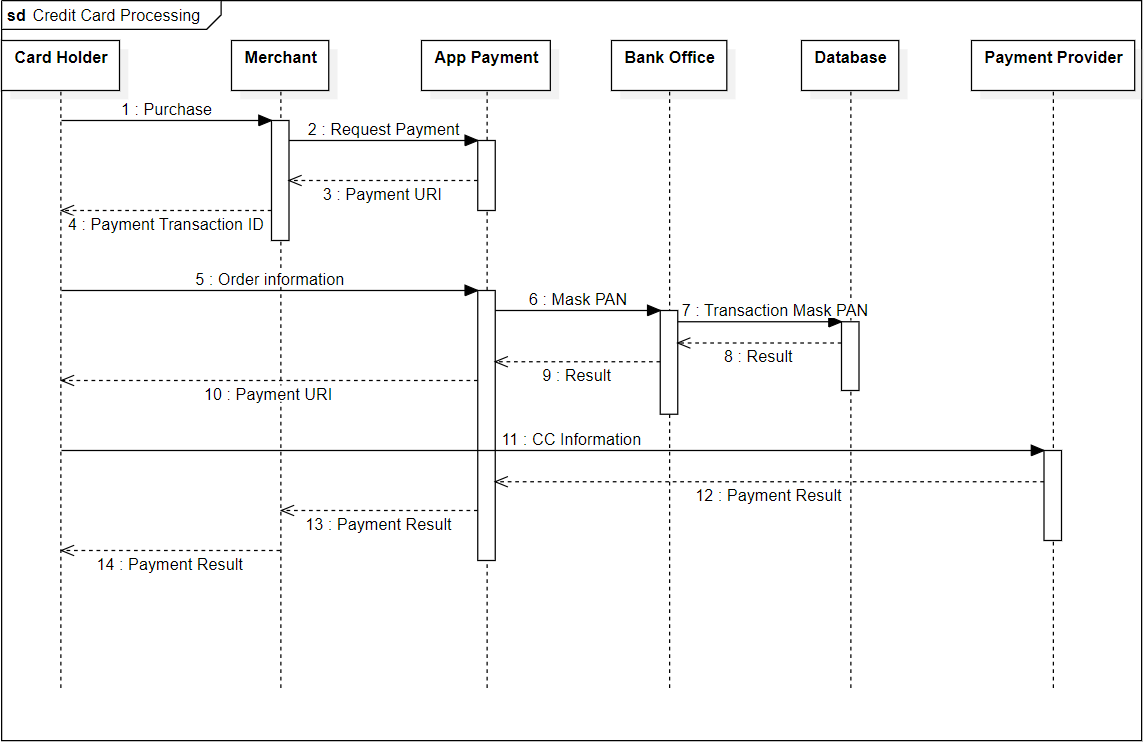 sd Credit Card Processing
Card Holder
Merchant
App Payment
Bank Office
Database
Payment Provider
1 : Purchase
2 : Request Payment
3 : Payment URI
4 : Payment Transaction ID
5 : Order information
6 : Mask PAN
7 : Transaction Mask PAN
8 : Result
9 : Result
10 : Payment URI
11 : CC Information
12 : Payment Result
13 : Payment Result
14 : Payment Result